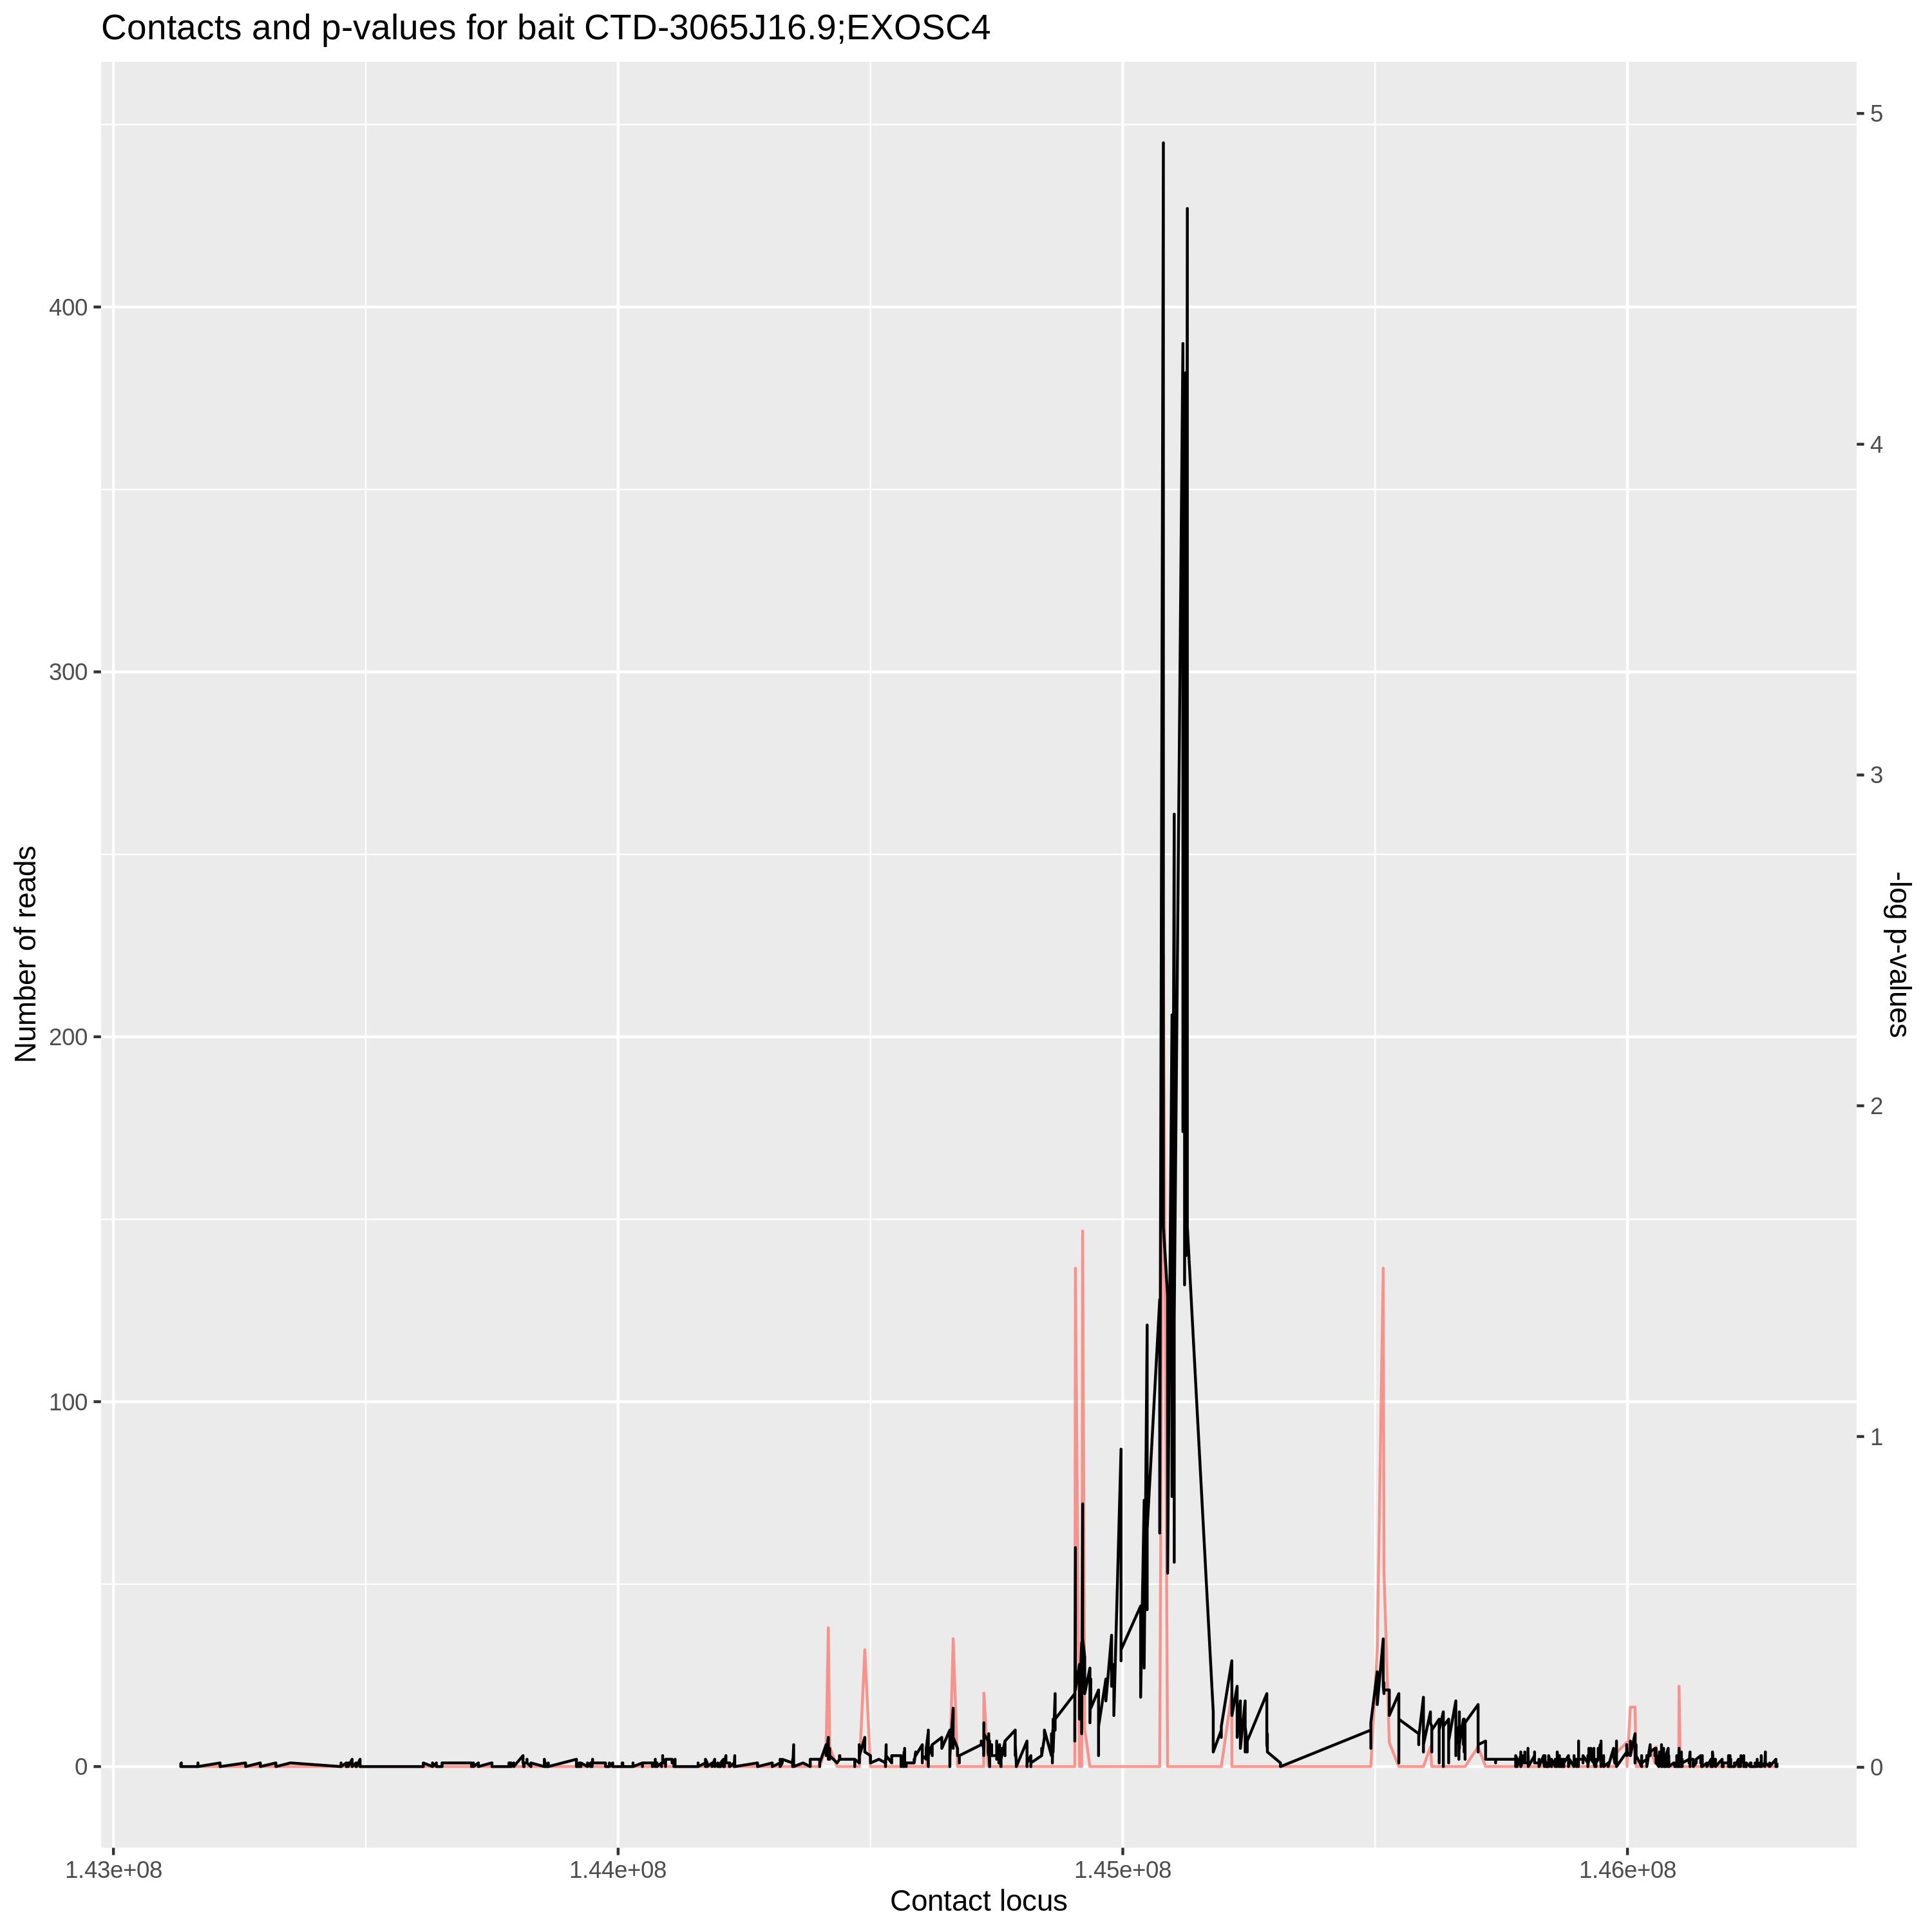 Contacts and p-values for bait CTD-3065J16.9;EXOSC4
Number of reads
400
300
200
100
0
5
4
3
2
1
0
-log p-values
1.43e+08
1.44e+08
1.45e+08
1.46e+08
Contact locus